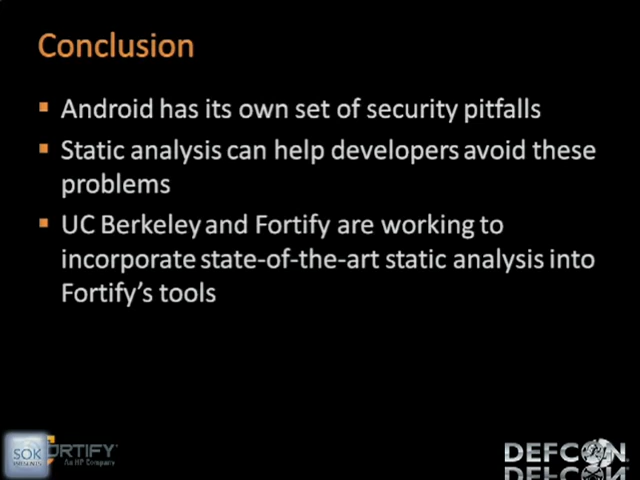 Conclusion
Android has its own set of security pitfalls
Static analysis can help developers avoid these
problems
UC Berkeley and Fortify are working to
incorporate state-of-the-art static analysis into
Fortify's tools
SOK
ORTIFY
An HP Company
DEFCON